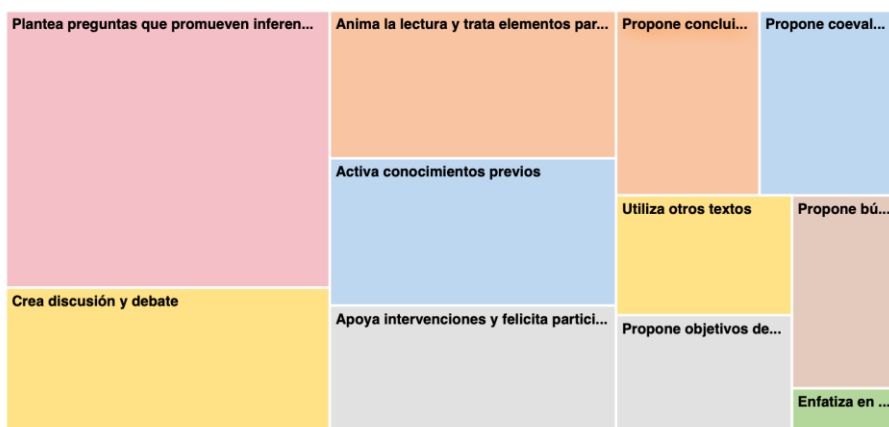 Plantea preguntas que promueven inferen...
Anima la lectura y trata elementos par...
Propone conclui...
Propone coeval...
Activa conocimientos previos
Utiliza otros textos
Propone bú...
Crea discusión y debate
Apoya intervenciones y felicita partici...
Propone objetivos de...
Enfatiza en ...